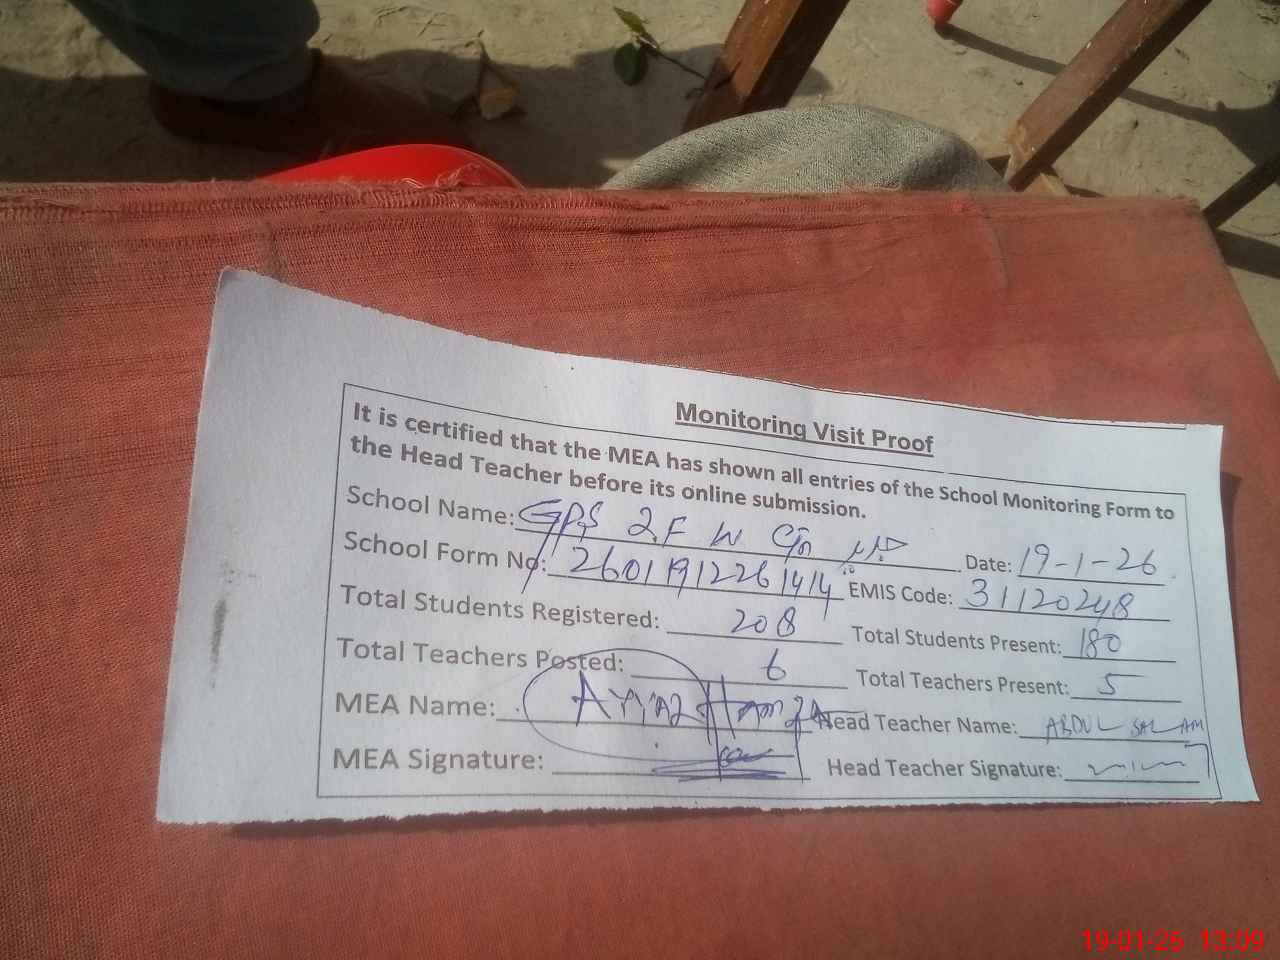 Monitoring Visit Proof
It is certified that the MEA has shown all entries of the School Monitoring Form to
the Head Teacher before its online submission.
School Name: GPS 2.F W Date: 19-1-26
School Form No: 2601191226 1414 EMIS Code: 31120248
Total Students Registered: 208 Total Students Present: 180
Total Teachers Posted: 6 Total Teachers Present: 5
MEA Name: Hamza Head Teacher Name: ABDUL SALAM
MEA Signature: Head Teacher Signature:
19-01-25 13:09